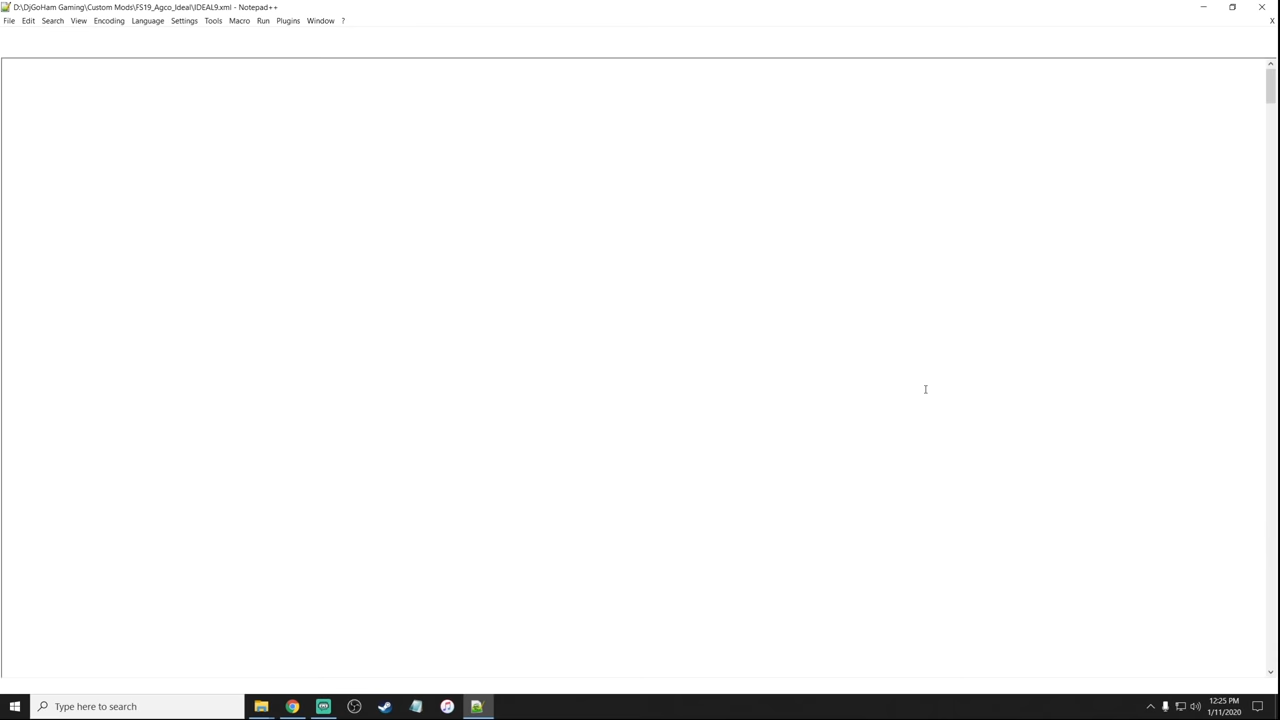 D:\DjGoHam Gaming\Custom Mods\FS19_Agco_Ideal\IDEAL9.xml - Notepad++
File Edit Search View Encoding Language Settings Tools Macro Run Plugins Window ? X
Type here to search
12:25 PM
1/11/2020